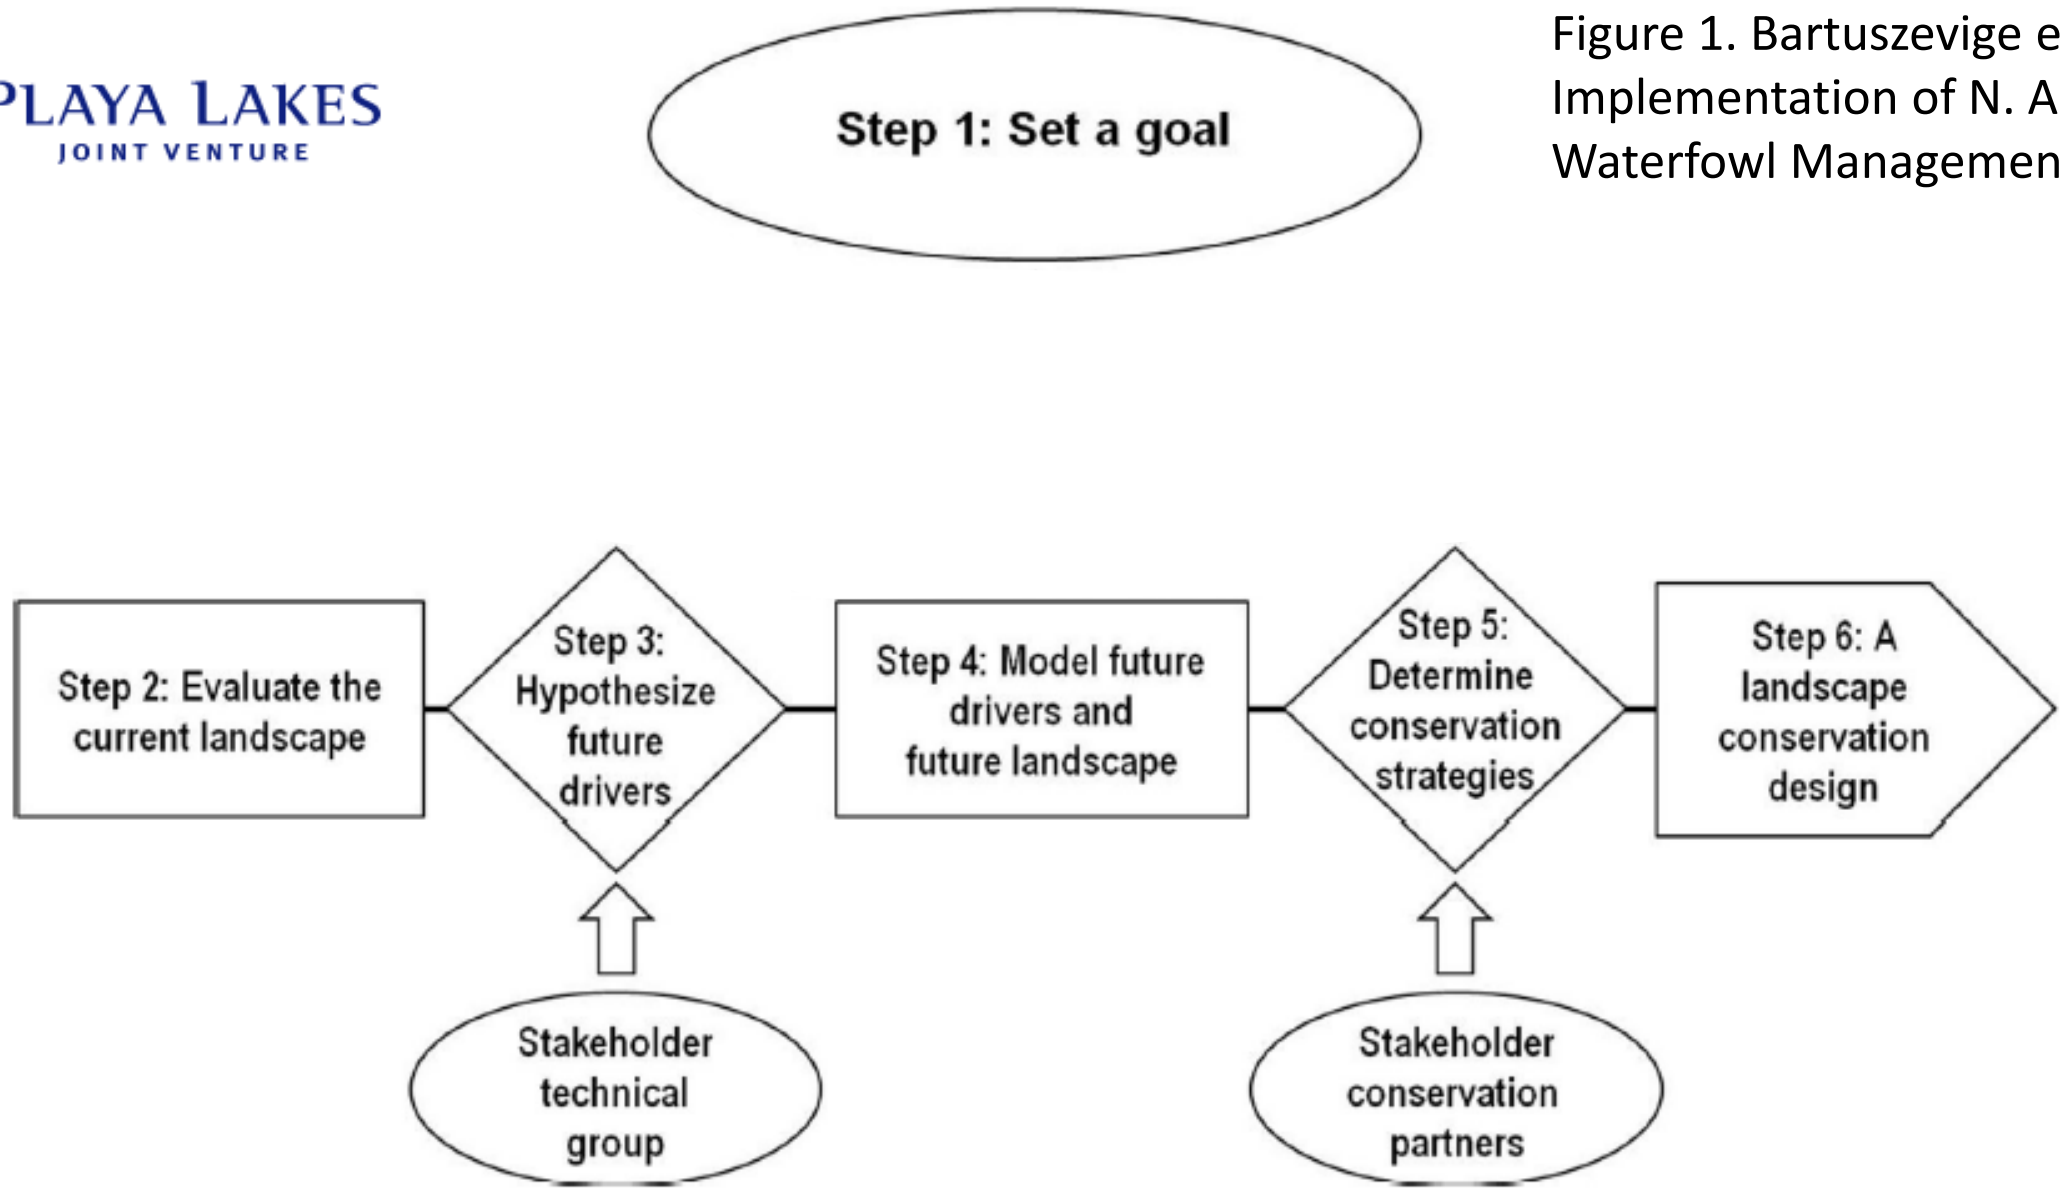 PLAYA LAKES
JOINT VENTURE
Step 1: Set a goal
Figure 1. Bartuszevige e
Implementation of N. A
Waterfowl Managemen
Step 2: Evaluate the
current landscape
Step 3:
Hypothesize
future
drivers
Step 4: Model future
drivers and
future landscape
Step 5:
Determine
conservation
strategies
Step 6: A
landscape
conservation
design
Stakeholder
technical
group
Stakeholder
conservation
partners